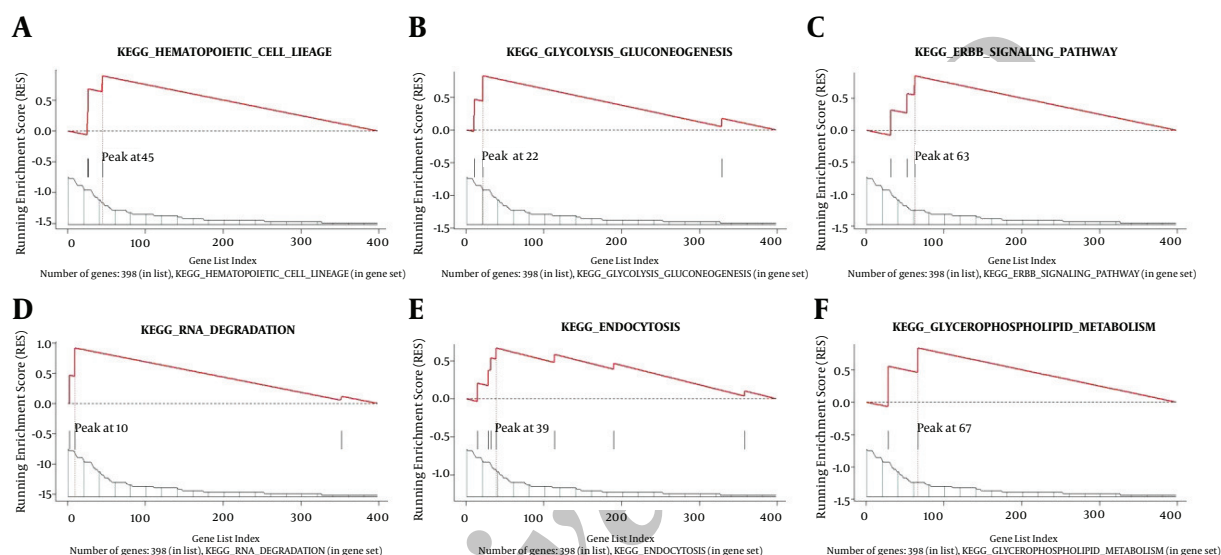 A
KEGG_HEMATOPOIETIC_CELL_LIEAGE
Running Enrichment Score (RES)
0.5
0.0
-0.5
-1.0
-1.5
Peak at45
0 100 200 300 400
Gene List Index
Number of genes: 398 (in list), KEGG_HEMATOPOIETIC_CELL_LINEAGE (in gene set)
B
KEGG_GLYCOLYSIS_GLUCONEOGENESIS
Running Enrichment Score (RES)
0.5
0.0
-0.5
-1.0
-1.5
Peak at 22
0 100 200 300 400
Gene List Index
Number of genes: 398 (in list), KEGG_GLYCOLYSIS_GLUCONEOGENESIS (in gene set)
C
KEGG_ERBB_SIGNALING_PATHWAY
Running Enrichment Score (RES)
0.5
0.0
-0.5
-1.0
-1.5
Peak at 63
0 100 200 300 400
Gene List Index
Number of genes: 398 (in list), KEGG_ERBB_SIGNALING_PATHWAY (in gene set)
D
KEGG_RNA_DEGRADATION
Running Enrichment Score (RES)
1.0
0.5
0.0
-0.5
-10
-15
Peak at 10
0 100 200 300 400
Gene List Index
Number of genes: 398 (in list), KEGG_RNA_DEGRADATION (in gene set)
E
KEGG_ENDOCYTOSIS
Running Enrichment Score (RES)
0.5
0.0
-0.5
-1.0
Peak at 39
0 100 200 300 400
Gene List Index
Number of genes: 398 (in list), KEGG_ENDOCYTOSIS (in gene set)
F
KEGG_GLYCEROPHOSPHOLIPID_METABOLISM
Running Enrichment Score (RES)
0.5
0.0
-0.5
-1.0
-1.5
Peak at 67
0 100 200 300 400
Gene List Index
Number of genes: 398 (in list), KEGG_GLYCEROPHOSPHOLIPID_METABOLISM (in gene set)